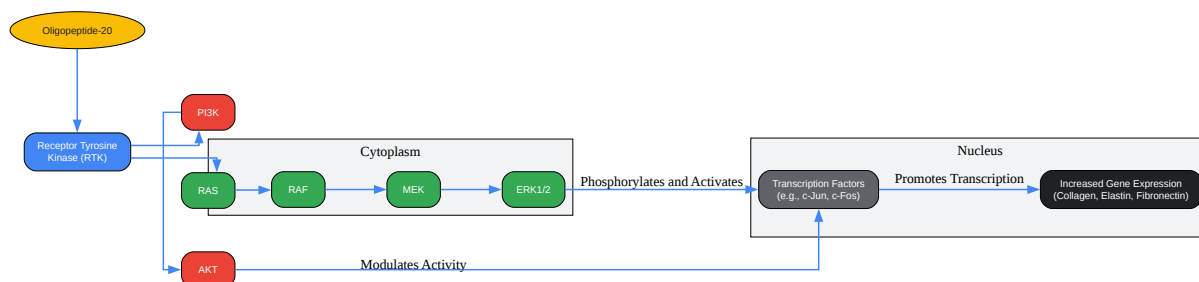 Oligopeptide-20
PI3K
Receptor Tyrosine
Kinase (RTK)
Cytoplasm
Nucleus
RAS
RAF
MEK
ERK1/2
Phosphorylates and Activates
Transcription Factors
(e.g., c-Jun, c-Fos)
Promotes Transcription
Increased Gene Expression
(Collagen, Elastin, Fibronectin)
AKT
Modulates Activity